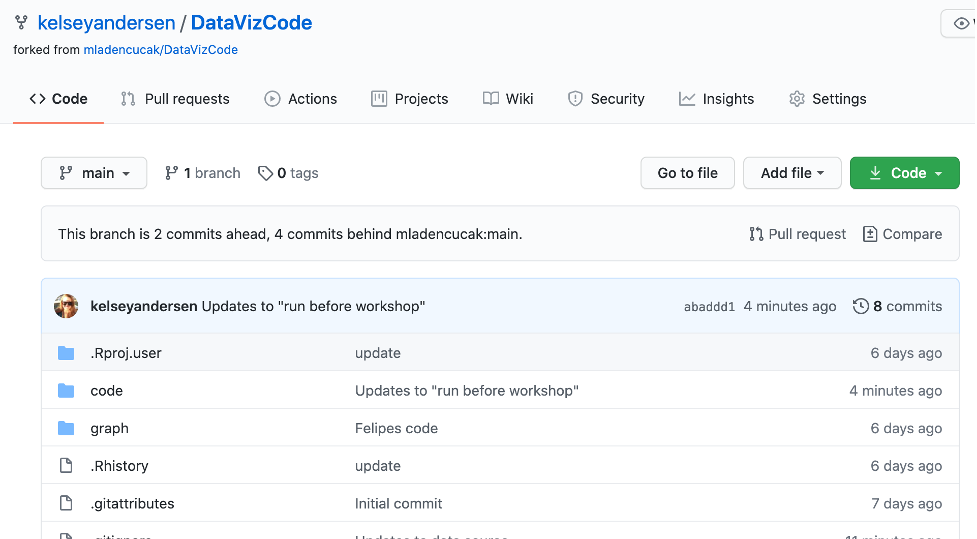 kelseyandersen / DataVizCode
forked from mladencucak/DataVizCode
Code Pull requests Actions Projects Wiki Security Insights Settings
main 1 branch 0 tags Go to file Add file Code
This branch is 2 commits ahead, 4 commits behind mladencucak:main. Pull request Compare
kelseyandersen Updates to "run before workshop" abaddd1 4 minutes ago 8 commits
.Rproj.user update 6 days ago
code Updates to "run before workshop" 4 minutes ago
graph Felipes code 6 days ago
.Rhistory update 6 days ago
.gitattributes Initial commit 7 days ago